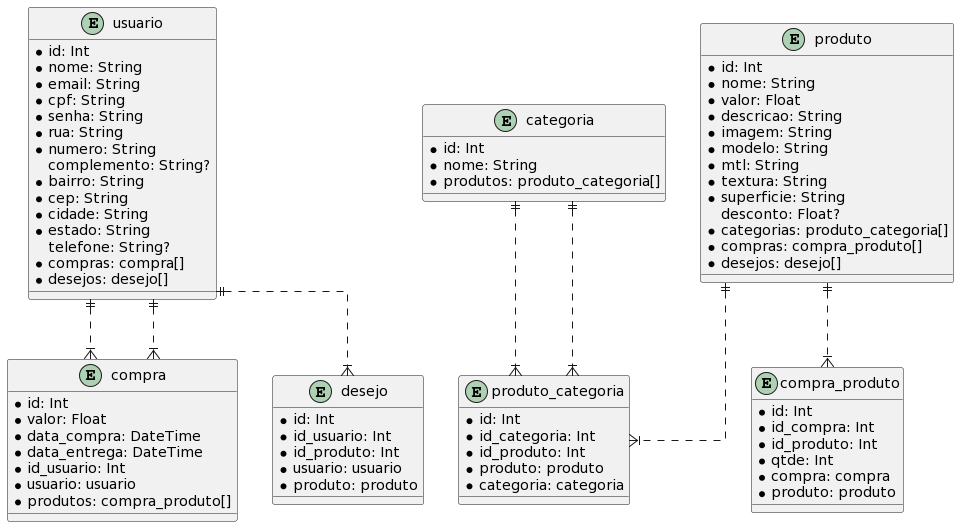 E usuario
id: Int
nome: String
email: String
cpf: String
senha: String
rua: String
numero: String
complemento: String?
bairro: String
cep: String
cidade: String
estado: String
telefone: String?
compras: compra[]
desejos: desejo[]
E categoria
id: Int
nome: String
produtos: produto_categoria[]
E produto
id: Int
nome: String
valor: Float
descricao: String
imagem: String
modelo: String
mtl: String
textura: String
superficie: String
desconto: Float?
categorias: produto_categoria[]
compras: compra_produto[]
desejos: desejo[]
E compra
id: Int
valor: Float
data_compra: DateTime
data_entrega: DateTime
id_usuario: Int
usuario: usuario
produtos: compra_produto[]
E desejo
id: Int
id_usuario: Int
id_produto: Int
usuario: usuario
produto: produto
E produto_categoria
id: Int
id_categoria: Int
id_produto: Int
produto: produto
categoria: categoria
E compra_produto
id: Int
id_compra: Int
id_produto: Int
qtde: Int
compra: compra
produto: produto